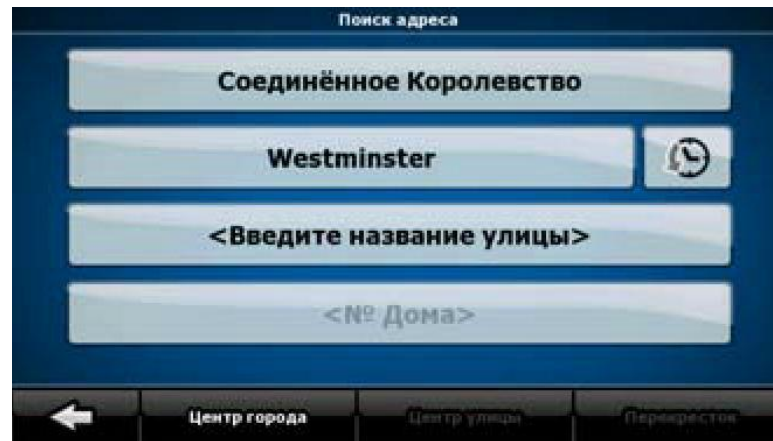 Поиск адреса
Соединённое Королевство
Westminster
<Введите название улицы>
<№ Дома>
Центр города
Центр улицы
Перекресток